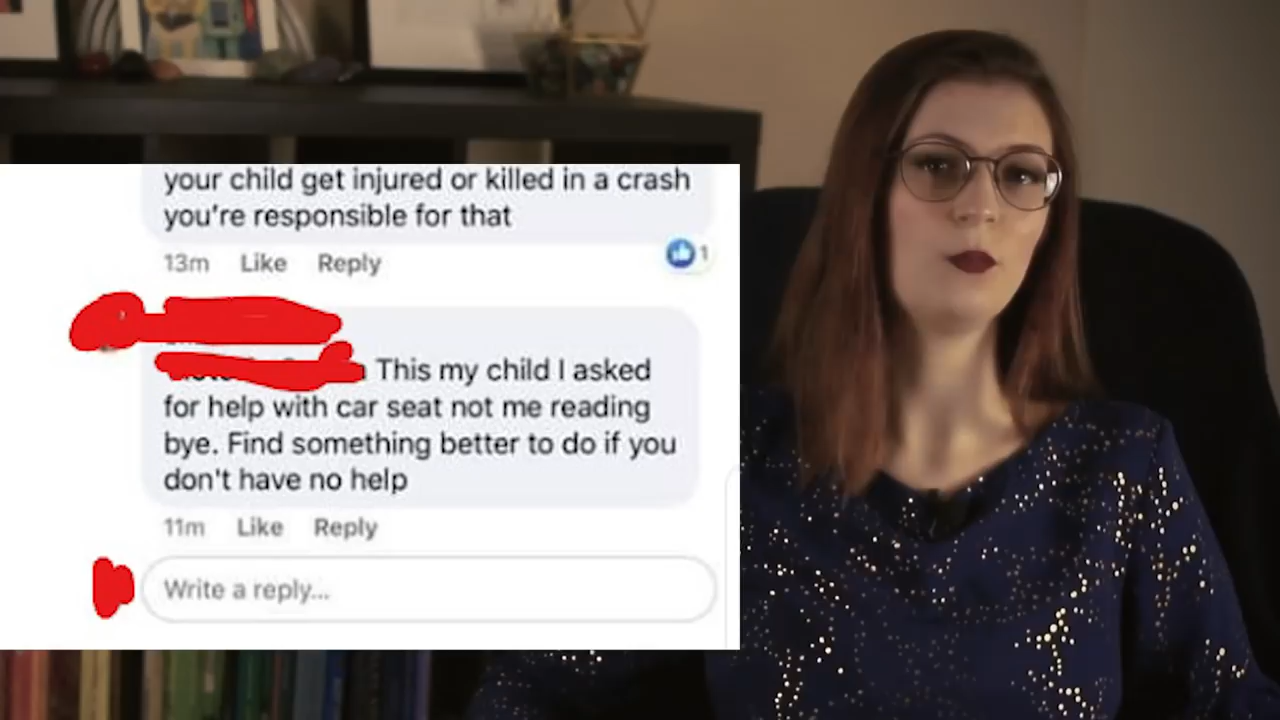 your child get injured or killed in a crash
you're responsible for that
13m Like Reply
1
This my child I asked
for help with car seat not me reading
bye. Find something better to do if you
don't have no help
11m Like Reply
Write a reply...